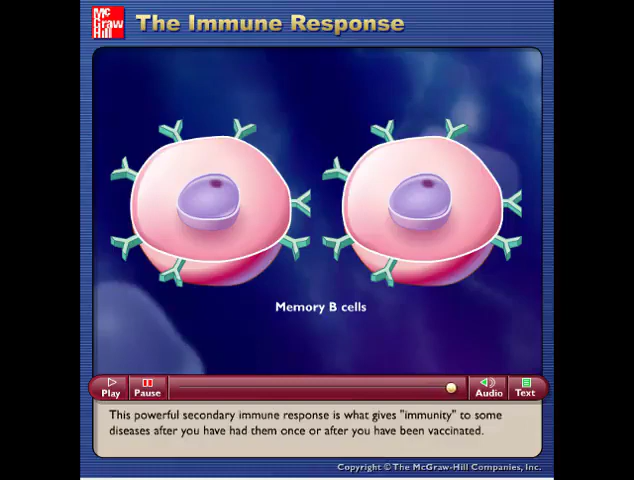 Mc
Graw
Hill
The Immune Response
Memory B cells
Play
Pause
Audio
Text
This powerful secondary immune response is what gives "immunity" to some
diseases after you have had them once or after you have been vaccinated.
Copyright © The McGraw-Hill Companies, Inc.